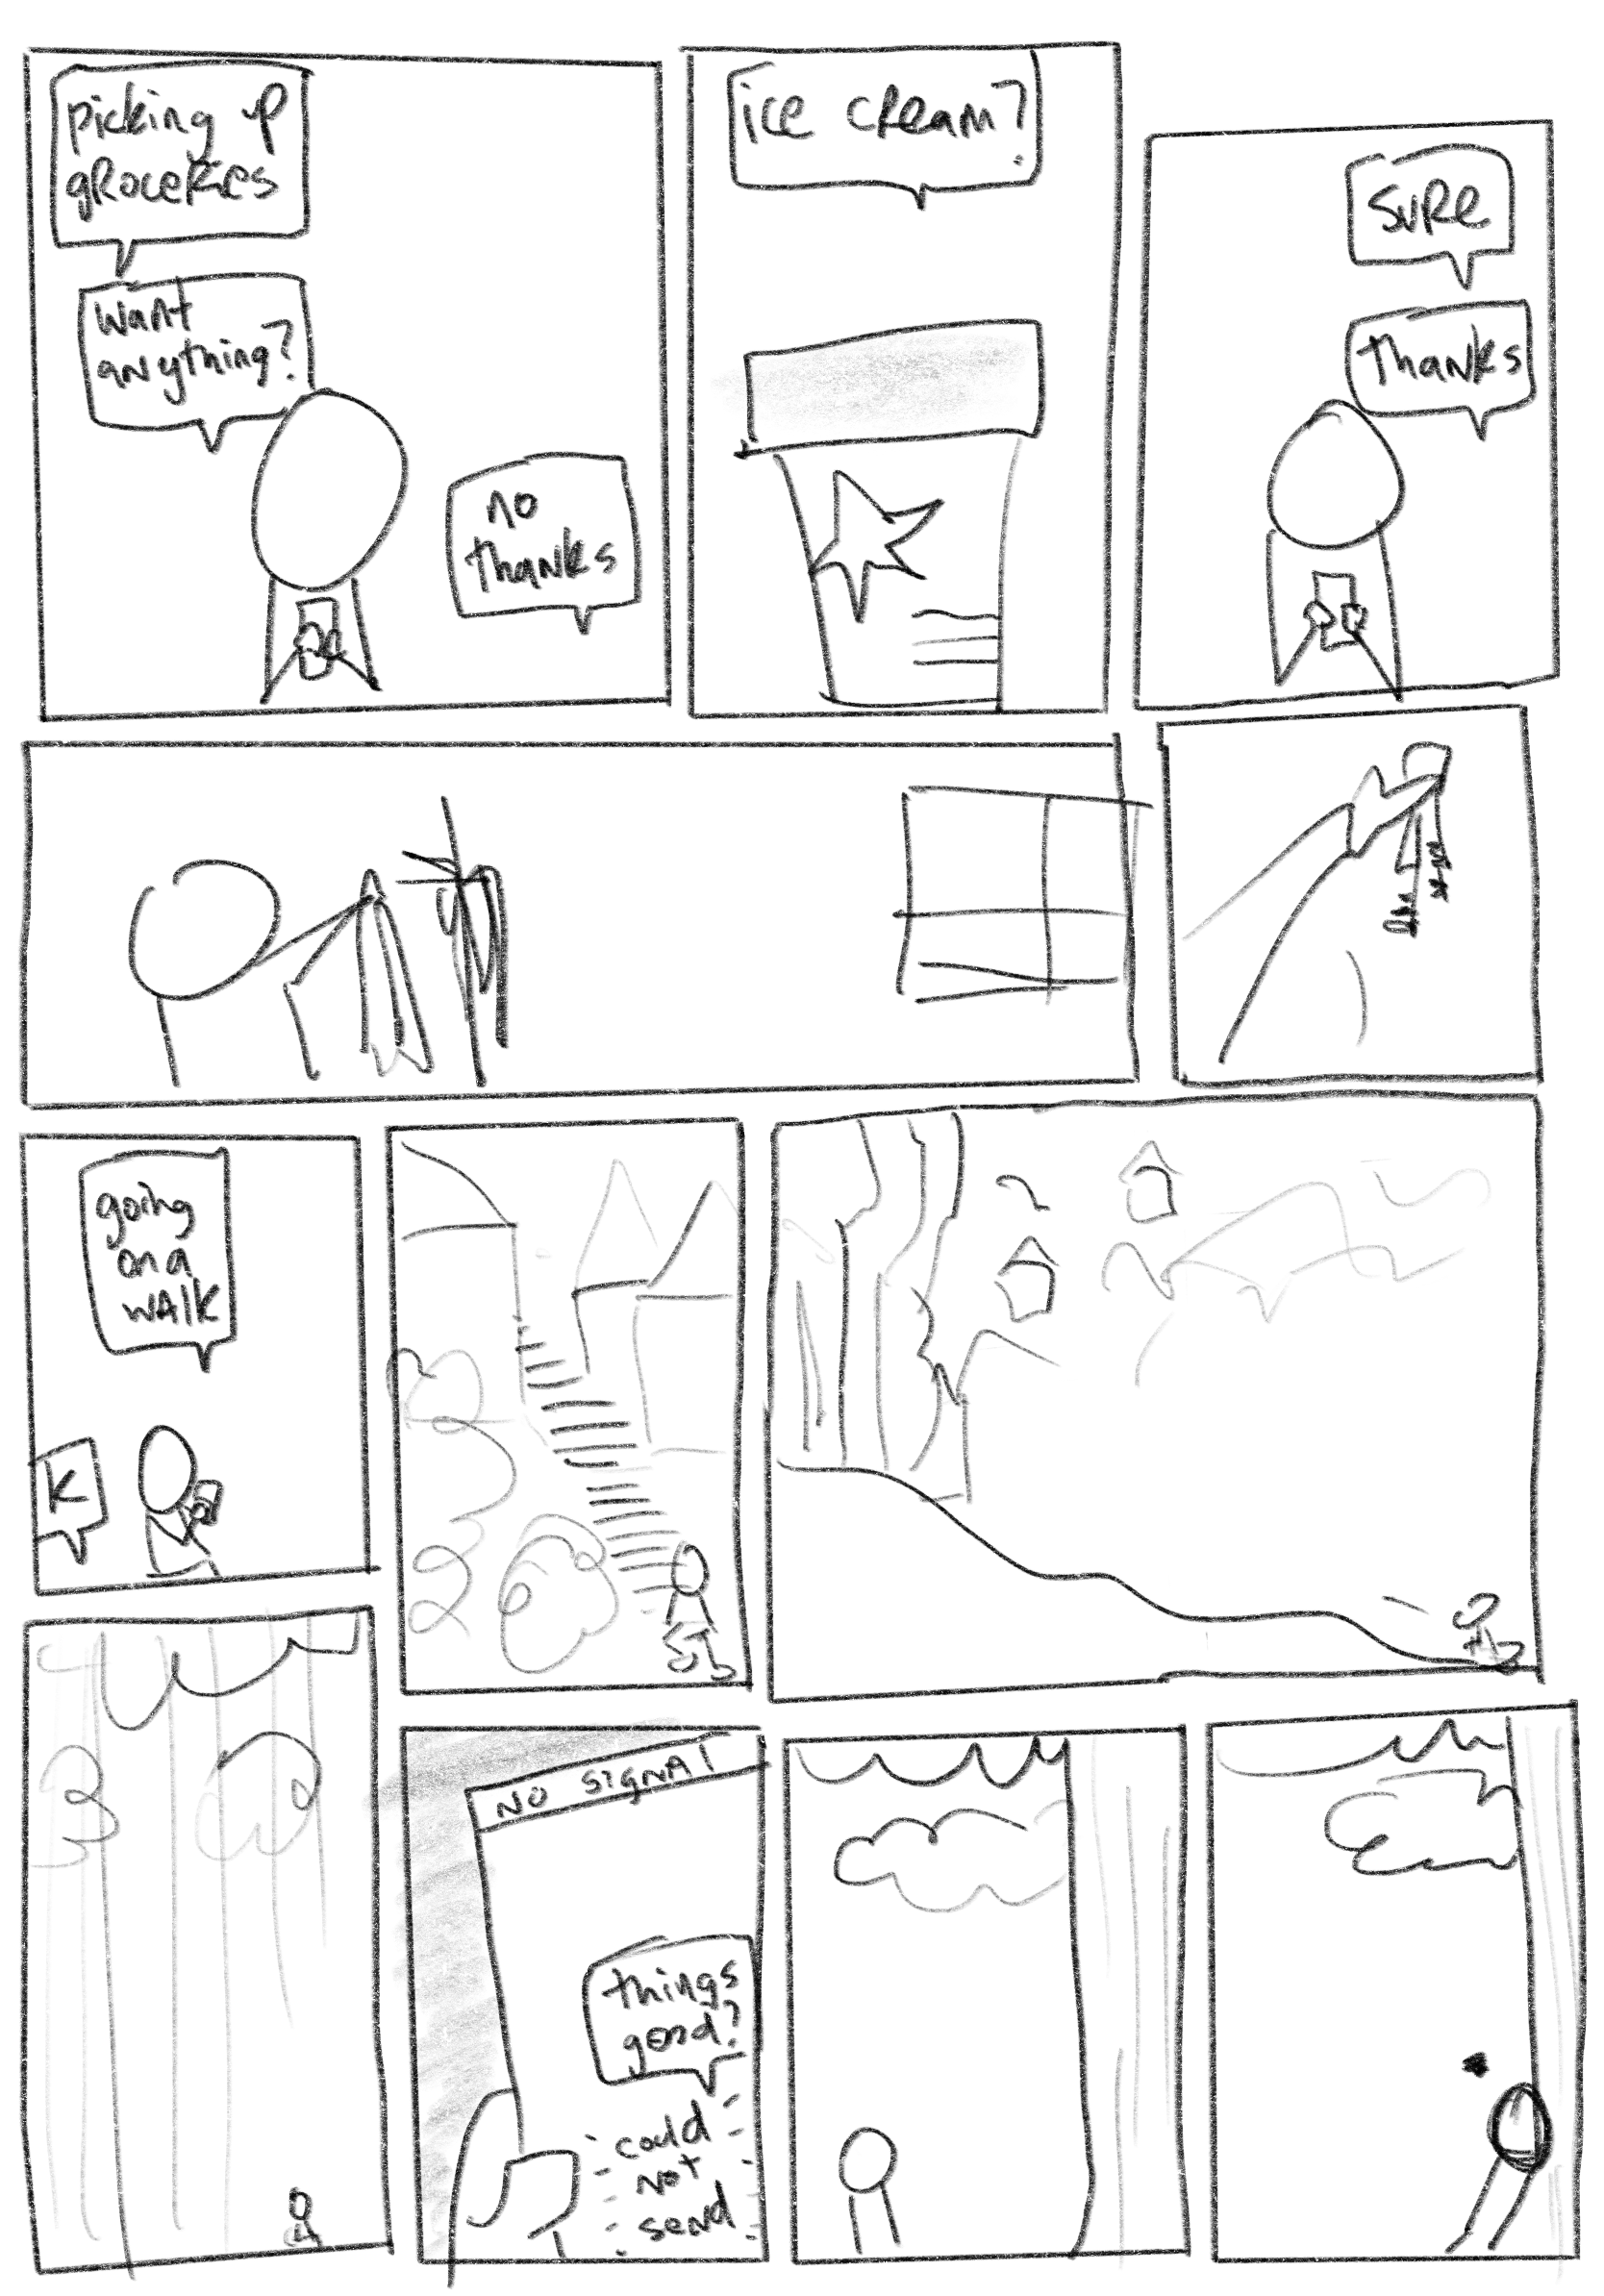 picking up
groceries
want
anything?
no
thanks
ice cream?
sure
thanks
going
on a
walk
K
NO SIGNAL
things
good?
could
not
send